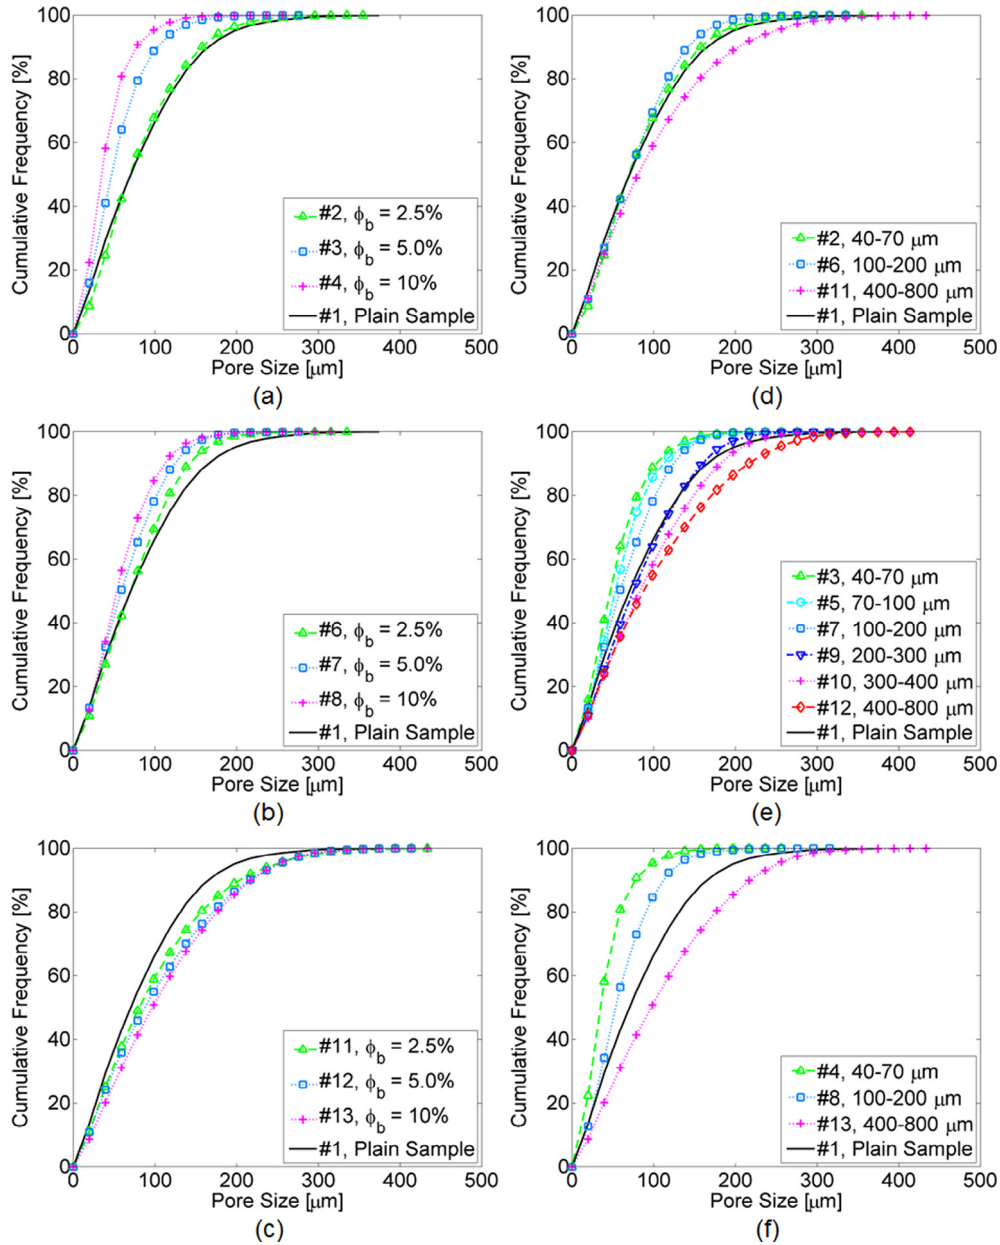 100
80
60
40
20
0
Cumulative Frequency [%]
#2, ϕb = 2.5%
#3, ϕb = 5.0%
#4, ϕb = 10%
#1, Plain Sample
0 100 200 300 400 500
Pore Size [µm]
(a)
100
80
60
40
20
0
Cumulative Frequency [%]
#2, 40-70 µm
#6, 100-200 µm
#11, 400-800 µm
#1, Plain Sample
0 100 200 300 400 500
Pore Size [µm]
(d)
100
80
60
40
20
0
Cumulative Frequency [%]
#6, ϕb = 2.5%
#7, ϕb = 5.0%
#8, ϕb = 10%
#1, Plain Sample
0 100 200 300 400 500
Pore Size [µm]
(b)
100
80
60
40
20
0
Cumulative Frequency [%]
#3, 40-70 µm
#5, 70-100 µm
#7, 100-200 µm
#9, 200-300 µm
#10, 300-400 µm
#12, 400-800 µm
#1, Plain Sample
0 100 200 300 400 500
Pore Size [µm]
(e)
100
80
60
40
20
0
Cumulative Frequency [%]
#11, ϕb = 2.5%
#12, ϕb = 5.0%
#13, ϕb = 10%
#1, Plain Sample
0 100 200 300 400 500
Pore Size [µm]
(c)
100
80
60
40
20
0
Cumulative Frequency [%]
#4, 40-70 µm
#8, 100-200 µm
#13, 400-800 µm
#1, Plain Sample
0 100 200 300 400 500
Pore Size [µm]
(f)